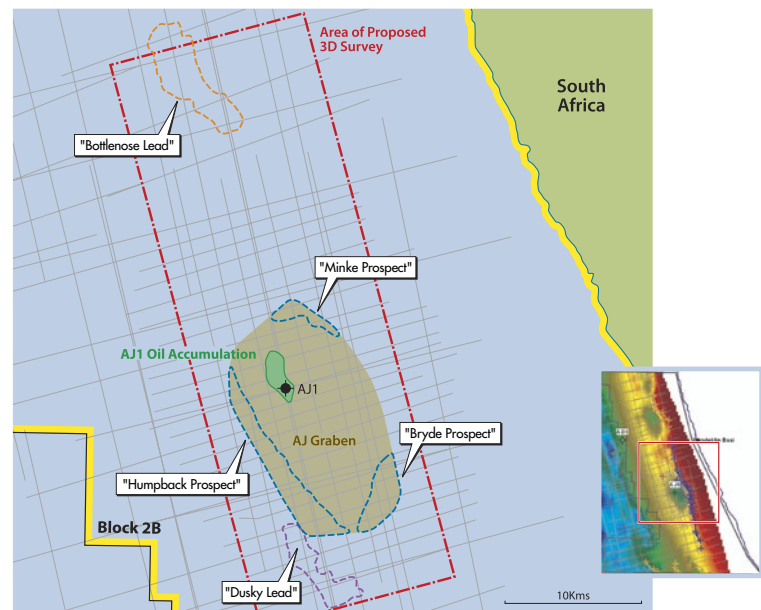 Area of Proposed
3D Survey
South
Africa
"Bottlenose Lead"
"Minke Prospect"
AJ1 Oil Accumulation
AJ1
"Bryde Prospect"
AJ Graben
"Humpback Prospect"
Block 2B
"Dusky Lead"
10Kms